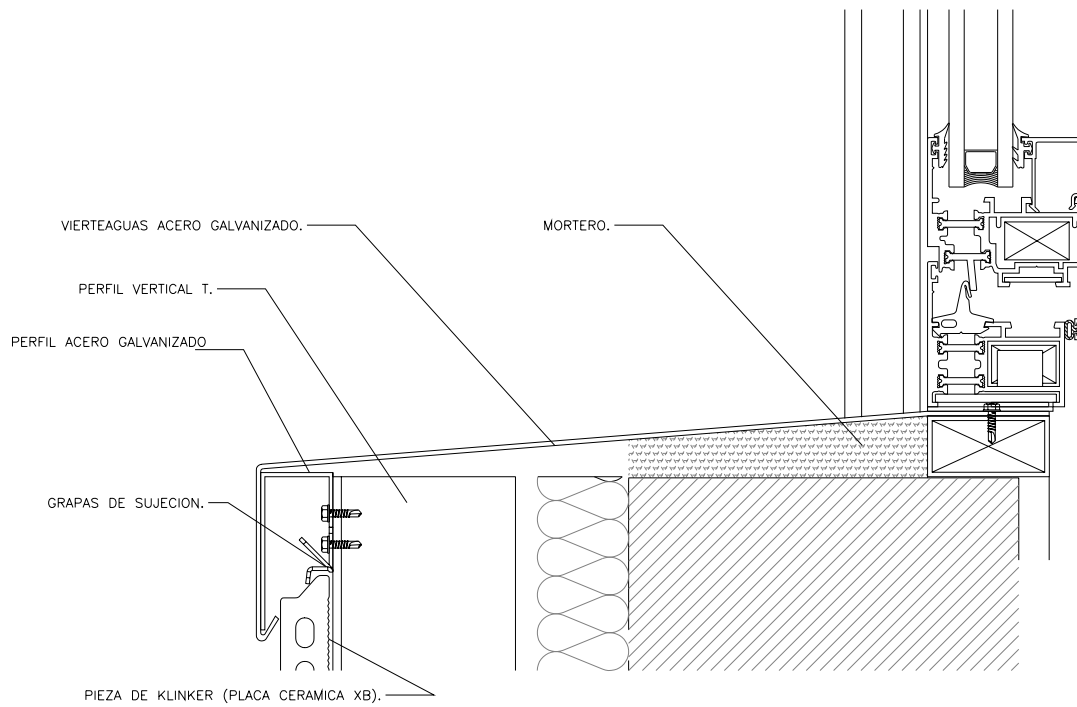 VIERTEAGUAS ACERO GALVANIZADO.
MORTERO.
PERFIL VERTICAL T.
PERFIL ACERO GALVANIZADO
GRAPAS DE SUJECION.
PIEZA DE KLINKER (PLACA CERAMICA XB).